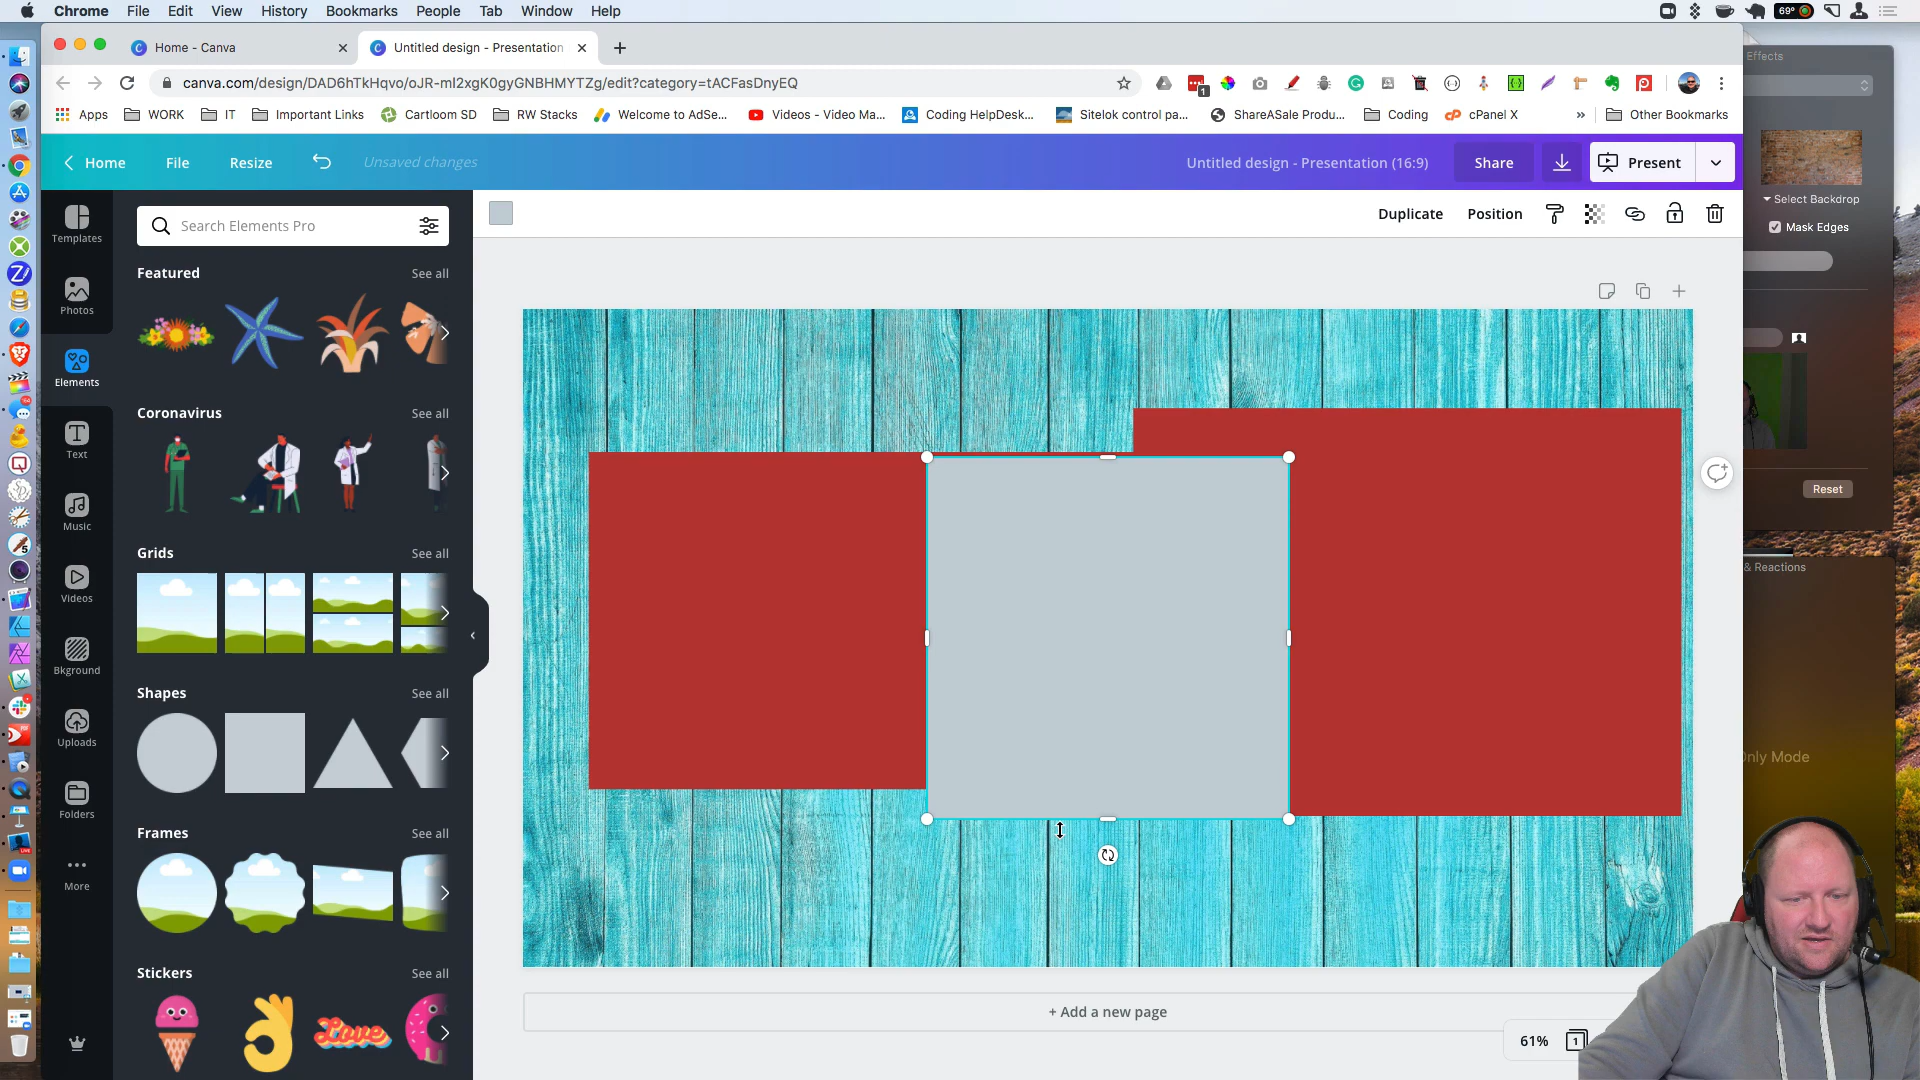 Chrome File Edit View History Bookmarks People Tab Window Help
69°
Home - Canva
Untitled design - Presentation
Effects
canva.com/design/DAD6hTkHqvo/oJR-mI2xgK0gyGNBHMYTZg/edit?category=tACFasDnyEQ
Apps WORK IT Important Links Cartloom SD RW Stacks Welcome to AdSe... Videos - Video Ma... Coding HelpDesk... Sitelok control pa... ShareASale Produ... Coding cPanel X » Other Bookmarks
Home File Resize Unsaved changes Untitled design - Presentation (16:9) Share Present
Select Backdrop
Mask Edges
Templates
Photos
Elements
Text
Music
Videos
Bkground
Uploads
Folders
More
Search Elements Pro
Featured See all
Coronavirus See all
Grids See all
Shapes See all
Frames See all
Stickers See all
Love
Duplicate Position
Reset
& Reactions
Only Mode
+ Add a new page
61% 1